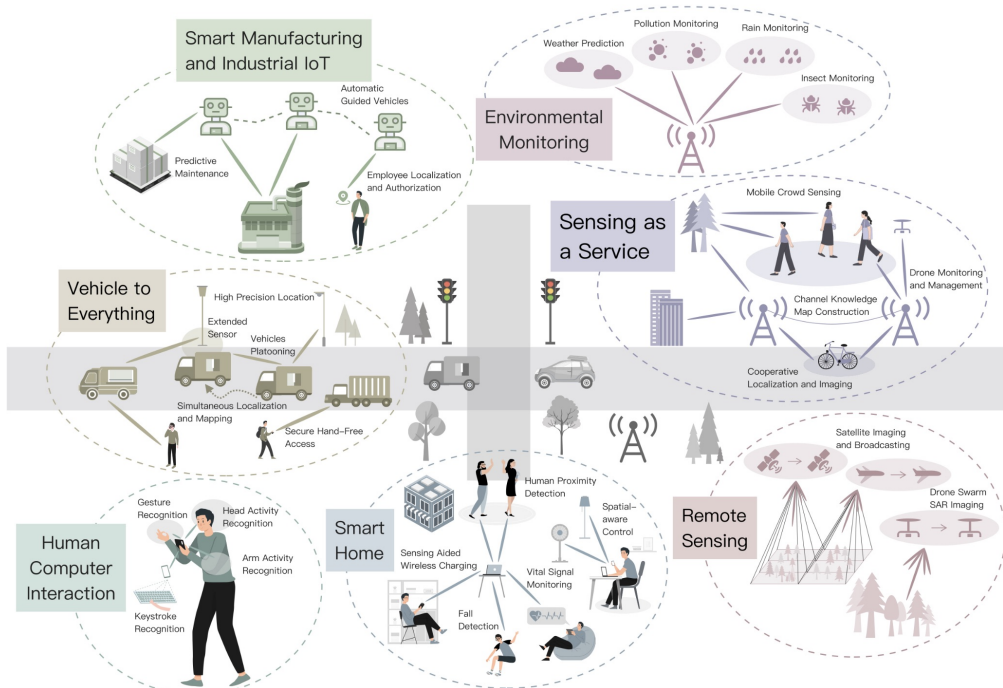 Smart Manufacturing
and Industrial IoT
Automatic
Guided Vehicles
Predictive
Maintenance
Employee Localization
and Authorization
Environmental
Monitoring
Weather Prediction
Pollution Monitoring
Rain Monitoring
Insect Monitoring
Sensing as
a Service
Mobile Crowd Sensing
Drone Monitoring
and Management
Channel Knowledge
Map Construction
Cooperative
Localization and Imaging
Vehicle to
Everything
High Precision Location
Extended
Sensor
Vehicles
Platooning
Simultaneous Localization
and Mapping
Secure Hand-Free
Access
Human
Computer
Interaction
Gesture
Recognition
Head Activity
Recognition
Arm Activity
Recognition
Keystroke
Recognition
Smart
Home
Human Proximity
Detection
Spatial-
aware
Control
Sensing Aided
Wireless Charging
Vital Signal
Monitoring
Fall
Detection
Remote
Sensing
Satellite Imaging
and Broadcasting
Drone Swarm
SAR Imaging